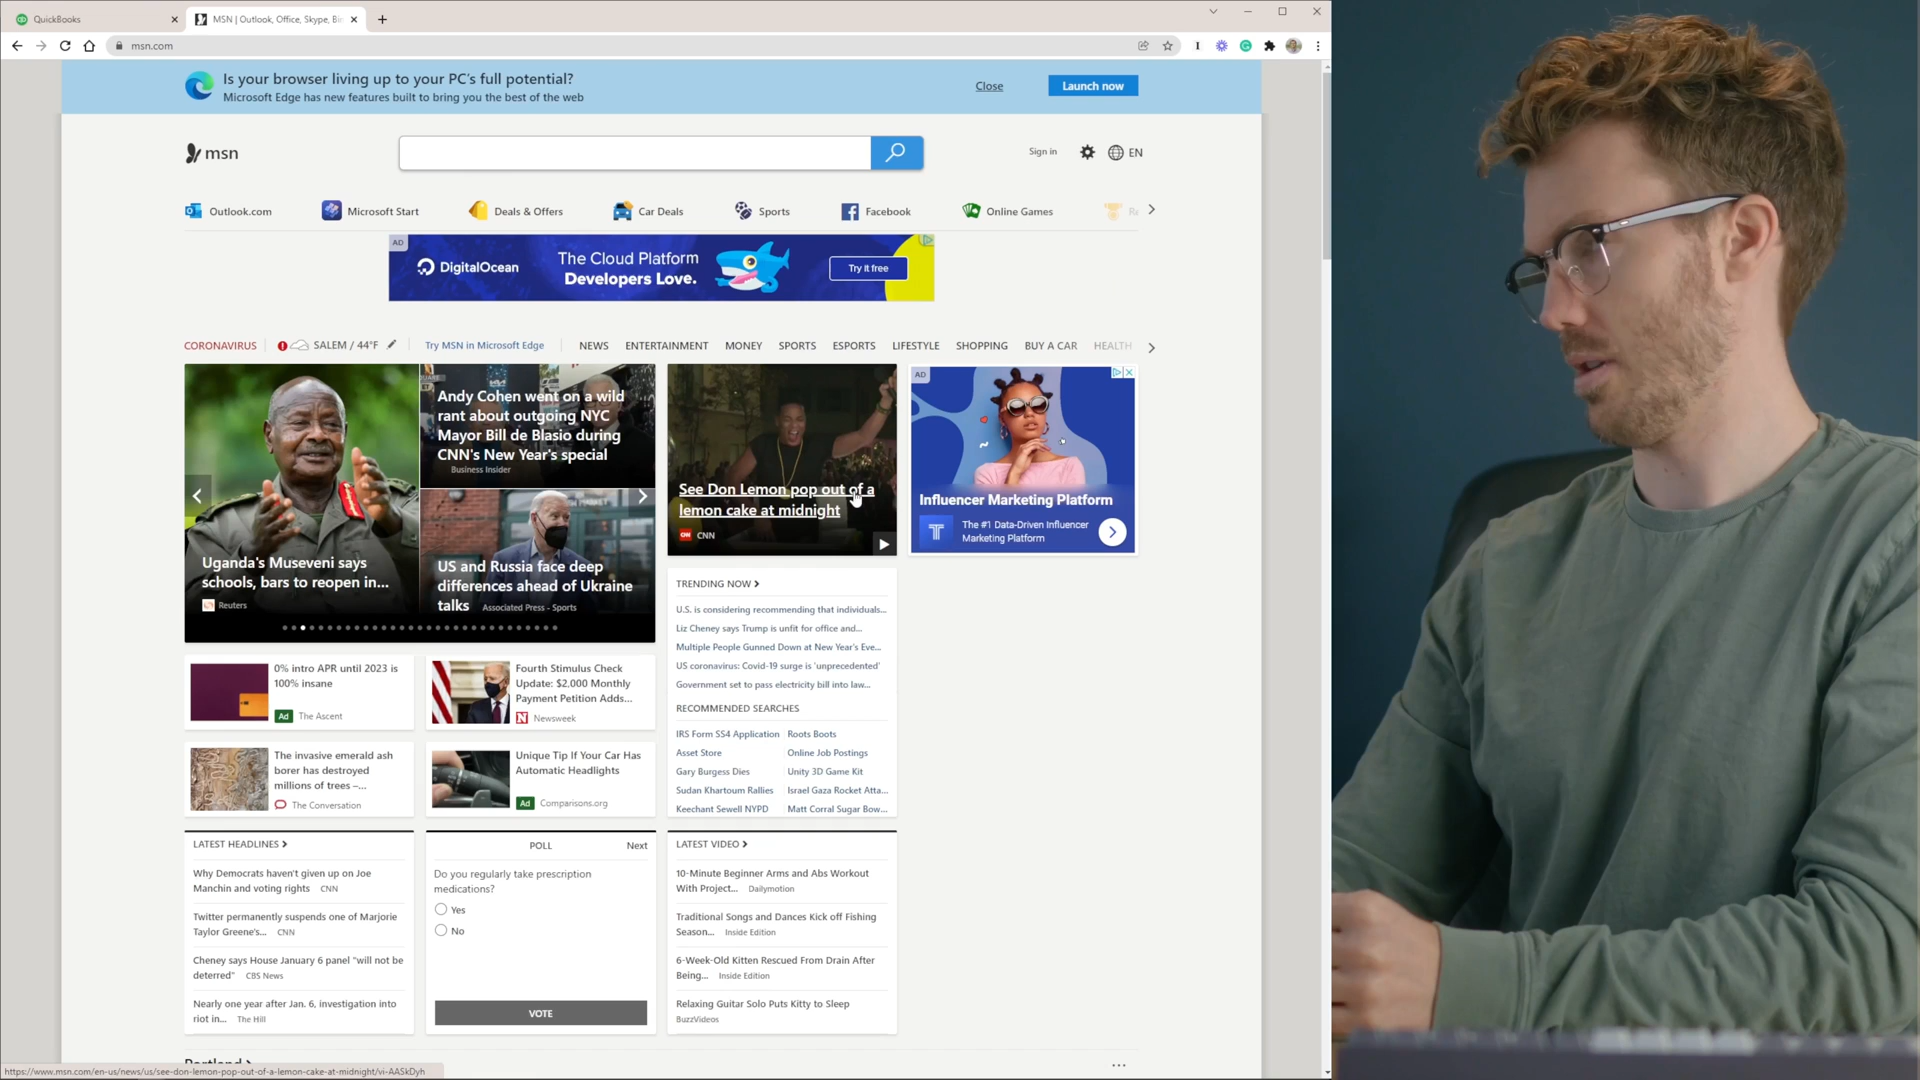 QuickBooks
MSN | Outlook, Office, Skype, Bin
msn.com
Is your browser living up to your PC's full potential?
Microsoft Edge has new features built to bring you the best of the web
Close
Launch now
msn
Sign in
EN
Outlook.com
Microsoft Start
Deals & Offers
Car Deals
Sports
Facebook
Online Games
AD
DigitalOcean
The Cloud Platform
Developers Love.
Try it free
CORONAVIRUS
SALEM / 44°F
Try MSN in Microsoft Edge
NEWS
ENTERTAINMENT
MONEY
SPORTS
ESPORTS
LIFESTYLE
SHOPPING
BUY A CAR
HEALTH
Uganda's Museveni says
schools, bars to reopen in...
Reuters
Andy Cohen went on a wild
rant about outgoing NYC
Mayor Bill de Blasio during
CNN's New Year's special
Business Insider
US and Russia face deep
differences ahead of Ukraine
talks Associated Press - Sports
See Don Lemon pop out of a
lemon cake at midnight
CNN
AD
Influencer Marketing Platform
The #1 Data-Driven Influencer
Marketing Platform
TRENDING NOW
U.S. is considering recommending that individuals...
Liz Cheney says Trump is unfit for office and...
Multiple People Gunned Down at New Year's Eve...
US coronavirus: Covid-19 surge is 'unprecedented'
Government set to pass electricity bill into law...
RECOMMENDED SEARCHES
IRS Form SS4 Application
Roots Boots
Asset Store
Online Job Postings
Gary Burgess Dies
Unity 3D Game Kit
Sudan Khartoum Rallies
Israel Gaza Rocket Atta...
Keechant Sewell NYPD
Matt Corral Sugar Bow...
0% intro APR until 2023 is
100% insane
Ad The Ascent
Fourth Stimulus Check
Update: $2,000 Monthly
Payment Petition Adds...
N Newsweek
The invasive emerald ash
borer has destroyed
millions of trees –...
The Conversation
Unique Tip If Your Car Has
Automatic Headlights
Ad Comparisons.org
LATEST HEADLINES
Why Democrats haven't given up on Joe
Manchin and voting rights CNN
Twitter permanently suspends one of Marjorie
Taylor Greene's... CNN
Cheney says House January 6 panel "will not be
deterred" CBS News
Nearly one year after Jan. 6, investigation into
riot in... The Hill
POLL
Next
Do you regularly take prescription
medications?
Yes
No
VOTE
LATEST VIDEO
10-Minute Beginner Arms and Abs Workout
With Project... Dailymotion
Traditional Songs and Dances Kick off Fishing
Season... Inside Edition
6-Week-Old Kitten Rescued From Drain After
Being... Inside Edition
Relaxing Guitar Solo Puts Kitty to Sleep
BuzzVideos
Portland
https://www.msn.com/en-us/news/us/see-don-lemon-pop-out-of-a-lemon-cake-at-midnight/vi-AASkDyh